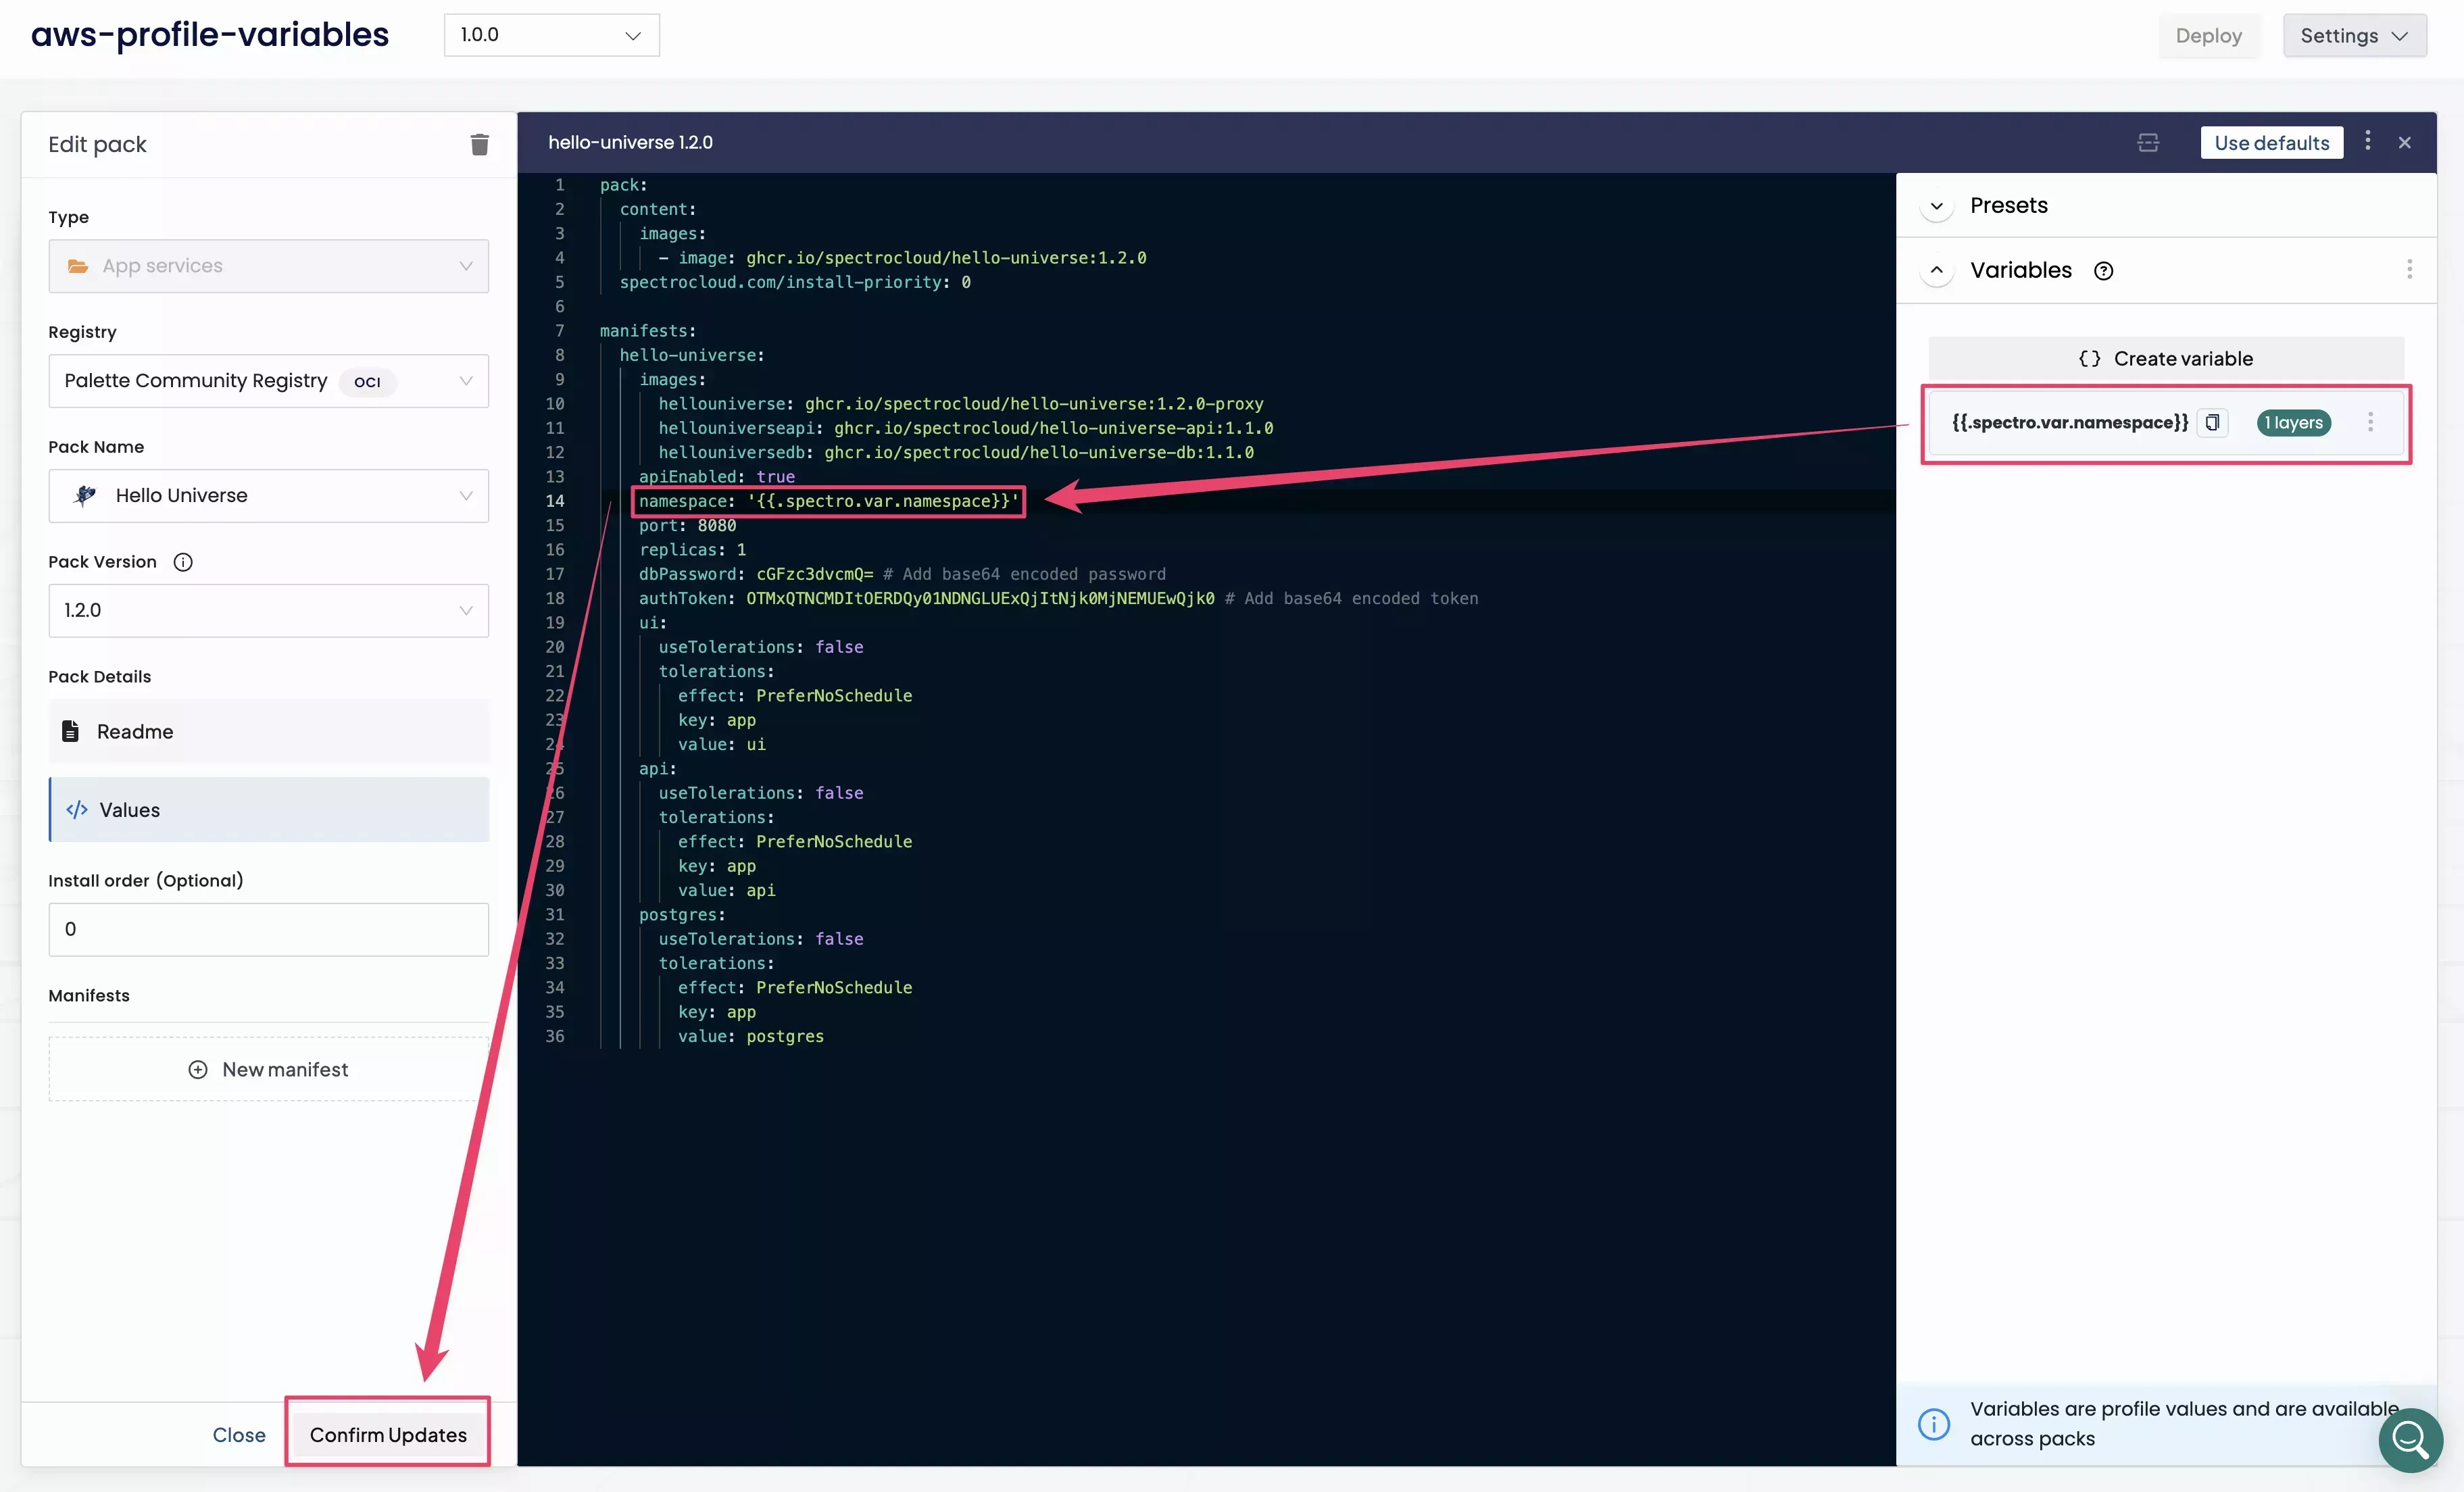 aws-profile-variables
1.0.0
Deploy
Settings
Edit pack
Type
App services
Registry
Palette Community Registry OCI
Pack Name
Hello Universe
Pack Version
1.2.0
Pack Details
Readme
</> Values
Install order (Optional)
0
Manifests
New manifest
Close
Confirm Updates
hello-universe 1.2.0
Use defaults
1 pack:
2 content:
3 images:
4 - image: ghcr.io/spectrocloud/hello-universe:1.2.0
5 spectrocloud.com/install-priority: 0
6
7 manifests:
8 hello-universe:
9 images:
10 hellouniverse: ghcr.io/spectrocloud/hello-universe:1.2.0-proxy
11 hellouniverseapi: ghcr.io/spectrocloud/hello-universe-api:1.1.0
12 hellouniversedb: ghcr.io/spectrocloud/hello-universe-db:1.1.0
13 apiEnabled: true
14 namespace: '{{.spectro.var.namespace}}'
15 port: 8080
16 replicas: 1
17 dbPassword: cGFzc3dvcmQ= # Add base64 encoded password
18 authToken: OTMxQTNCMDItOERDQy01NDNGLUExQjItNjk0MjNEMUEwQjk0 # Add base64 encoded token
19 ui:
20 useTolerations: false
21 tolerations:
22 effect: PreferNoSchedule
23 key: app
24 value: ui
25 api:
26 useTolerations: false
27 tolerations:
28 effect: PreferNoSchedule
29 key: app
30 value: api
31 postgres:
32 useTolerations: false
33 tolerations:
34 effect: PreferNoSchedule
35 key: app
36 value: postgres
Presets
Variables
{} Create variable
{{.spectro.var.namespace}} 1 layers
Variables are profile values and are available
across packs